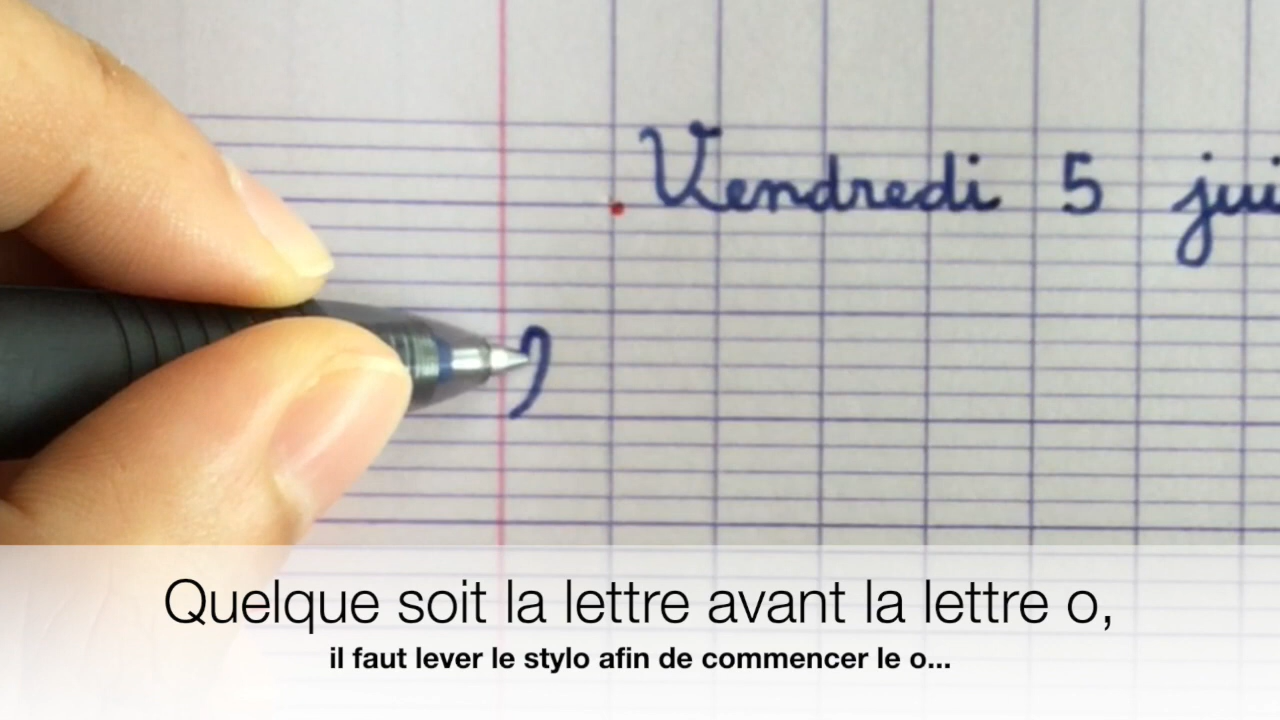 Vendredi 5 jui
Quelque soit la lettre avant la lettre o,
il faut lever le stylo afin de commencer le o...